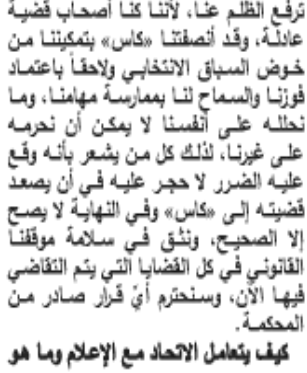 يرفع الظلم عنا، لأننا كنا أصحاب قضية
عادلة، وقد أنصفتنا «كاس» بتمكيننا من
خوض السباق الانتخابي ولاحقاً باعتماد
فوزنا والسماح لنا بممارسة مهامنا، وما
نحلله على أنفسنا لا يمكن أن نحرمه
على غيرنا، لذلك كل من يشعر بأنه وقع
عليه الضرر لا حجر عليه في أن يصعد
قضيته إلى «كاس» وفي النهاية لا يصح
إلا الصحيح، ونثق في سلامة موقفنا
القانوني في كل القضايا التي يتم التقاضي
فيها الآن، وسنحترم أيّ قرار صادر من
المحكمة.
كيف يتعامل الاتحاد مع الإعلام وما هو